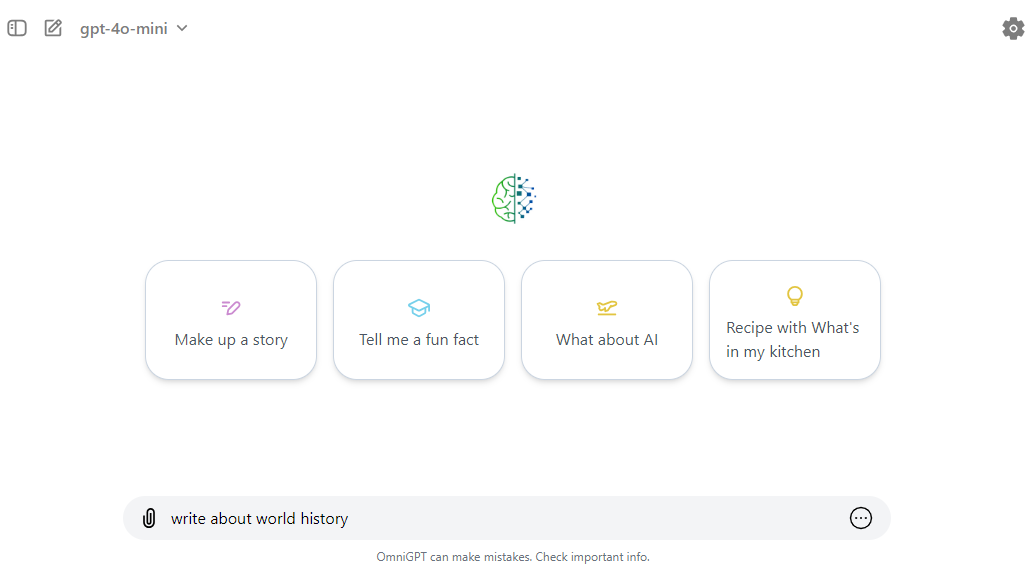 gpt-4o-mini
Make up a story
Tell me a fun fact
What about AI
Recipe with What's
in my kitchen
write about world history
OmniGPT can make mistakes. Check important info.